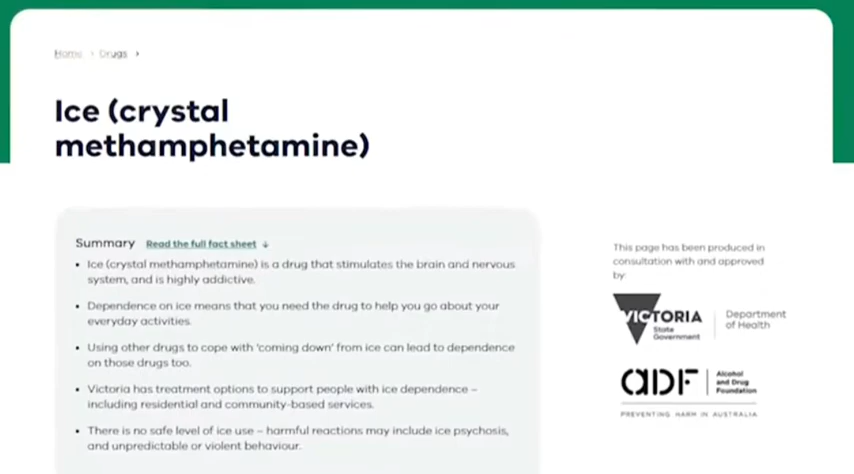 Home > Drugs >
Ice (crystal
methamphetamine)
Summary Read the full fact sheet ↓
• Ice (crystal methamphetamine) is a drug that stimulates the brain and nervous
system, and is highly addictive.
• Dependence on ice means that you need the drug to help you go about your
everyday activities.
• Using other drugs to cope with 'coming down' from ice can lead to dependence
on those drugs too.
• Victoria has treatment options to support people with ice dependence –
including residential and community-based services.
• There is no safe level of ice use – harmful reactions may include ice psychosis,
and unpredictable or violent behaviour.
This page has been produced in
consultation with and approved
by:
VICTORIA
State
Government
Department
of Health
ADF
Alcohol
and Drug
Foundation
PREVENTING HARM IN AUSTRALIA